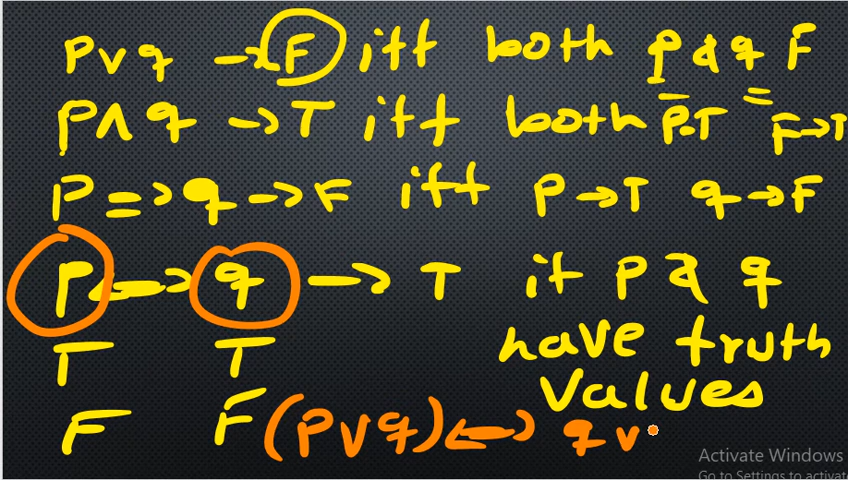 p∨q → F iff both p & q F
p∧q → T iff both p→T F→T
p => q → F iff p → T q → F
p <-> q → T if p & q
T T have truth
values
F F (p∨q) <-> q ∨
Activate Windows
Go to Settings to activat